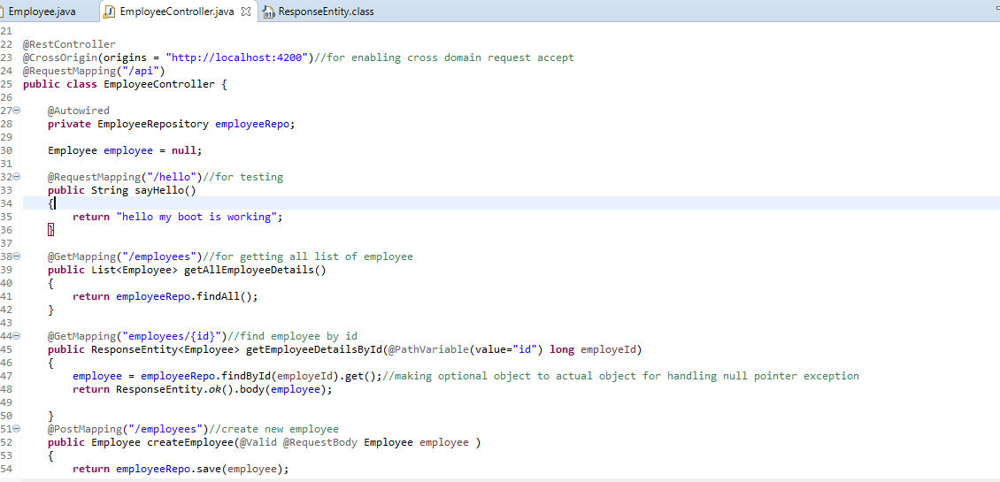 Employee.java EmployeeController.java ResponseEntity.class
21
22 @RestController
23 @CrossOrigin(origins = "http://localhost:4200")//for enabling cross domain request accept
24 @RequestMapping("/api")
25 public class EmployeeController {
26
27 @Autowired
28 private EmployeeRepository employeeRepo;
29
30 Employee employee = null;
31
32 @RequestMapping("/hello")//for testing
33 public String sayHello()
34 {
35 return "hello my boot is working";
36 }
37
38 @GetMapping("/employees")//for getting all list of employee
39 public List<Employee> getAllEmployeeDetails()
40 {
41 return employeeRepo.findAll();
42 }
43
44 @GetMapping("employees/{id}")//find employee by id
45 public ResponseEntity<Employee> getEmployeeDetailsById(@PathVariable(value="id") long employeId)
46 {
47 employee = employeeRepo.findById(employeId).get();//making optional object to actual object for handling null pointer exception
48 return ResponseEntity.ok().body(employee);
49
50 }
51 @PostMapping("/employees")//create new employee
52 public Employee createEmployee(@Valid @RequestBody Employee employee )
53 {
54 return employeeRepo.save(employee);